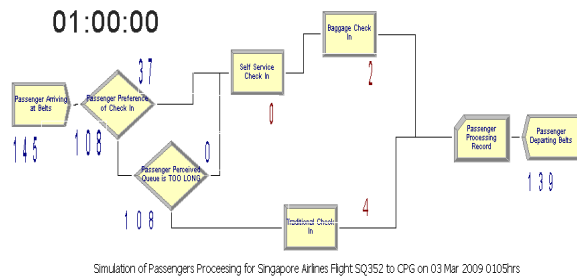 01:00:00
Baggage Check
In
2
37
Self Service
Check In
0
Passenger Arriving
at Belts
145
Passenger Preference
of Check In
108
0
Passenger Perceived
Queue is TOO LONG
108
Traditional Check
In
4
Passenger
Processing
Record
Passenger
Departing Belts
139
Simulation of Passengers Proceesing for Singapore Airlines Flight SQ352 to CPG on 03 Mar 2009 0105hrs